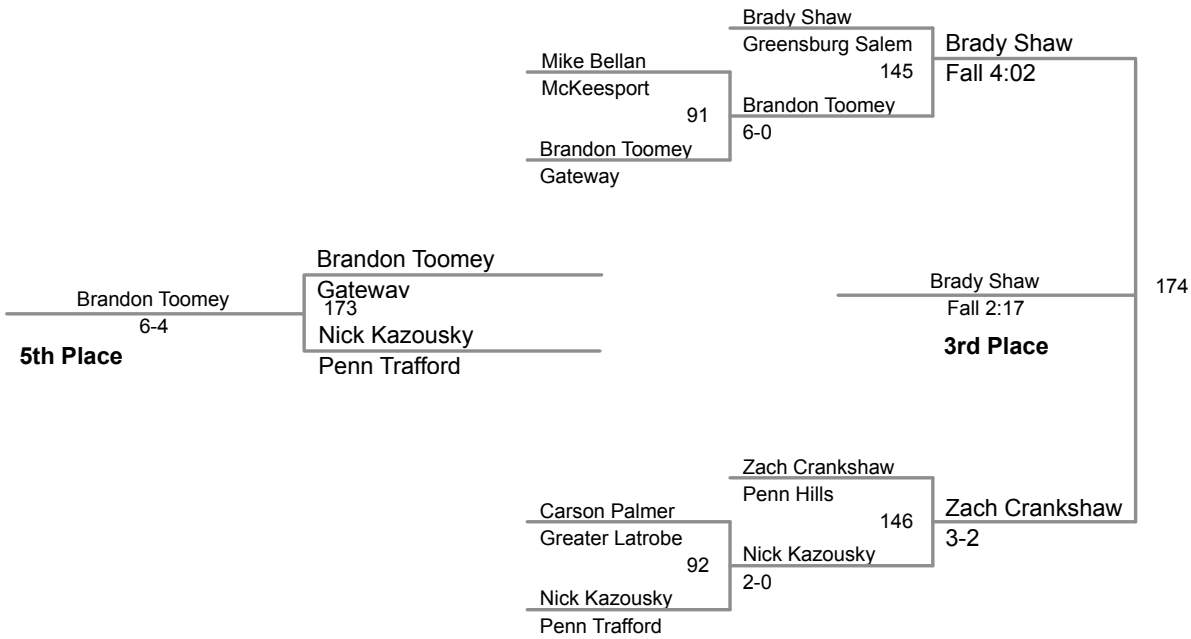 Brady Shaw
Greensburg Salem
145
Brady Shaw
Fall 4:02
Mike Bellan
McKeesport
91
Brandon Toomey
6-0
Brandon Toomey
Gateway
Brandon Toomey
Gateway
173
Nick Kazousky
Penn Trafford
Brandon Toomey
6-4
5th Place
Brady Shaw
Fall 2:17
3rd Place
174
Zach Crankshaw
Penn Hills
146
Zach Crankshaw
3-2
Carson Palmer
Greater Latrobe
92
Nick Kazousky
2-0
Nick Kazousky
Penn Trafford